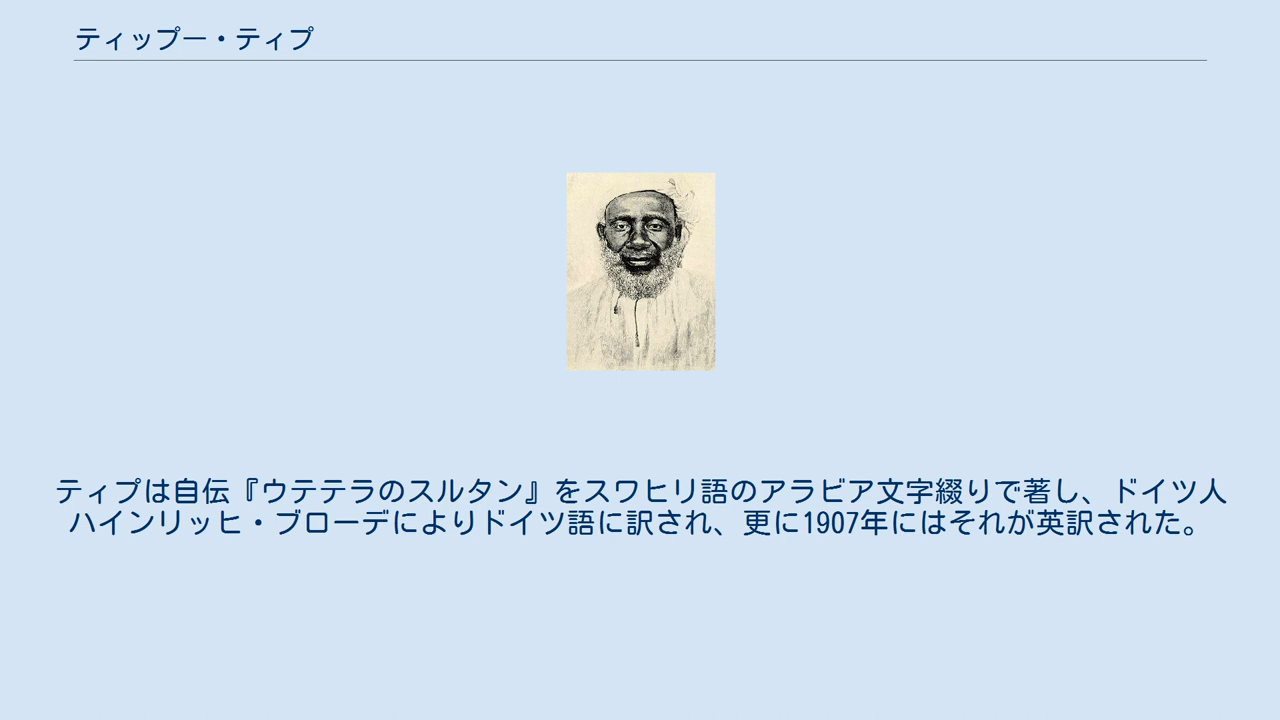 ティップー・ティプ
ティプは自伝『ウテテラのスルタン』をスワヒリ語のアラビア文字綴りで著し、ドイツ人
ハインリッヒ・ブローデによりドイツ語に訳され、更に1907年にはそれが英訳された。